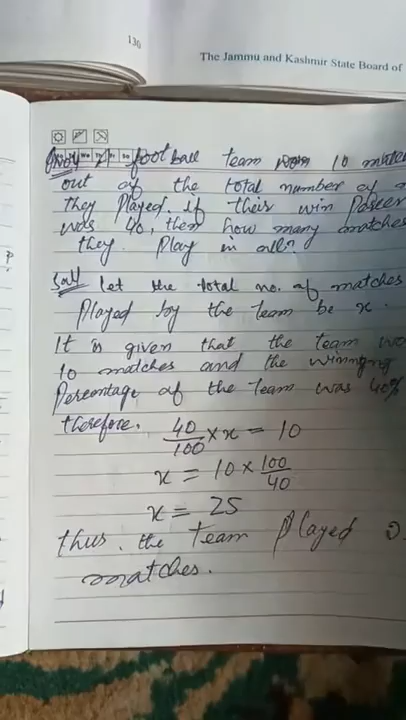 130
The Jammu and Kashmir State Board of
football team won 10 match
out of the total number of
they Played. if their win
was 40, then how many matches
they Play in all?
Sol Let the total no. of matches
Played by the team be x.
It is given that the team wo
10 matches and the winning
Percentage of the team was 40%
therefore, 40/100 × x = 10
x = 10 × 100/40
x = 25
thus, the team Played
matches.